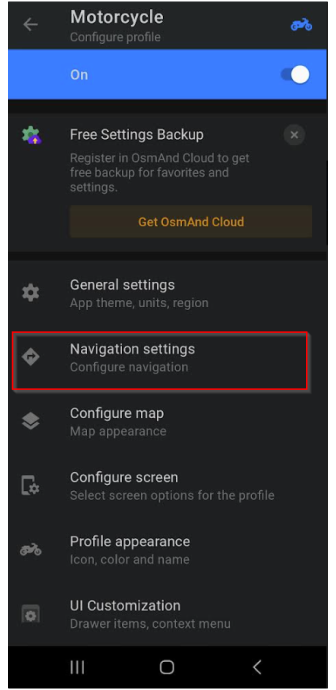 Motorcycle
Configure profile
On
Free Settings Backup
Register in OsmAnd Cloud to get
free backup for favorites and
settings.
Get OsmAnd Cloud
General settings
App theme, units, region
Navigation settings
Configure navigation
Configure map
Map appearance
Configure screen
Select screen options for the profile
Profile appearance
Icon, color and name
UI Customization
Drawer items, context menu